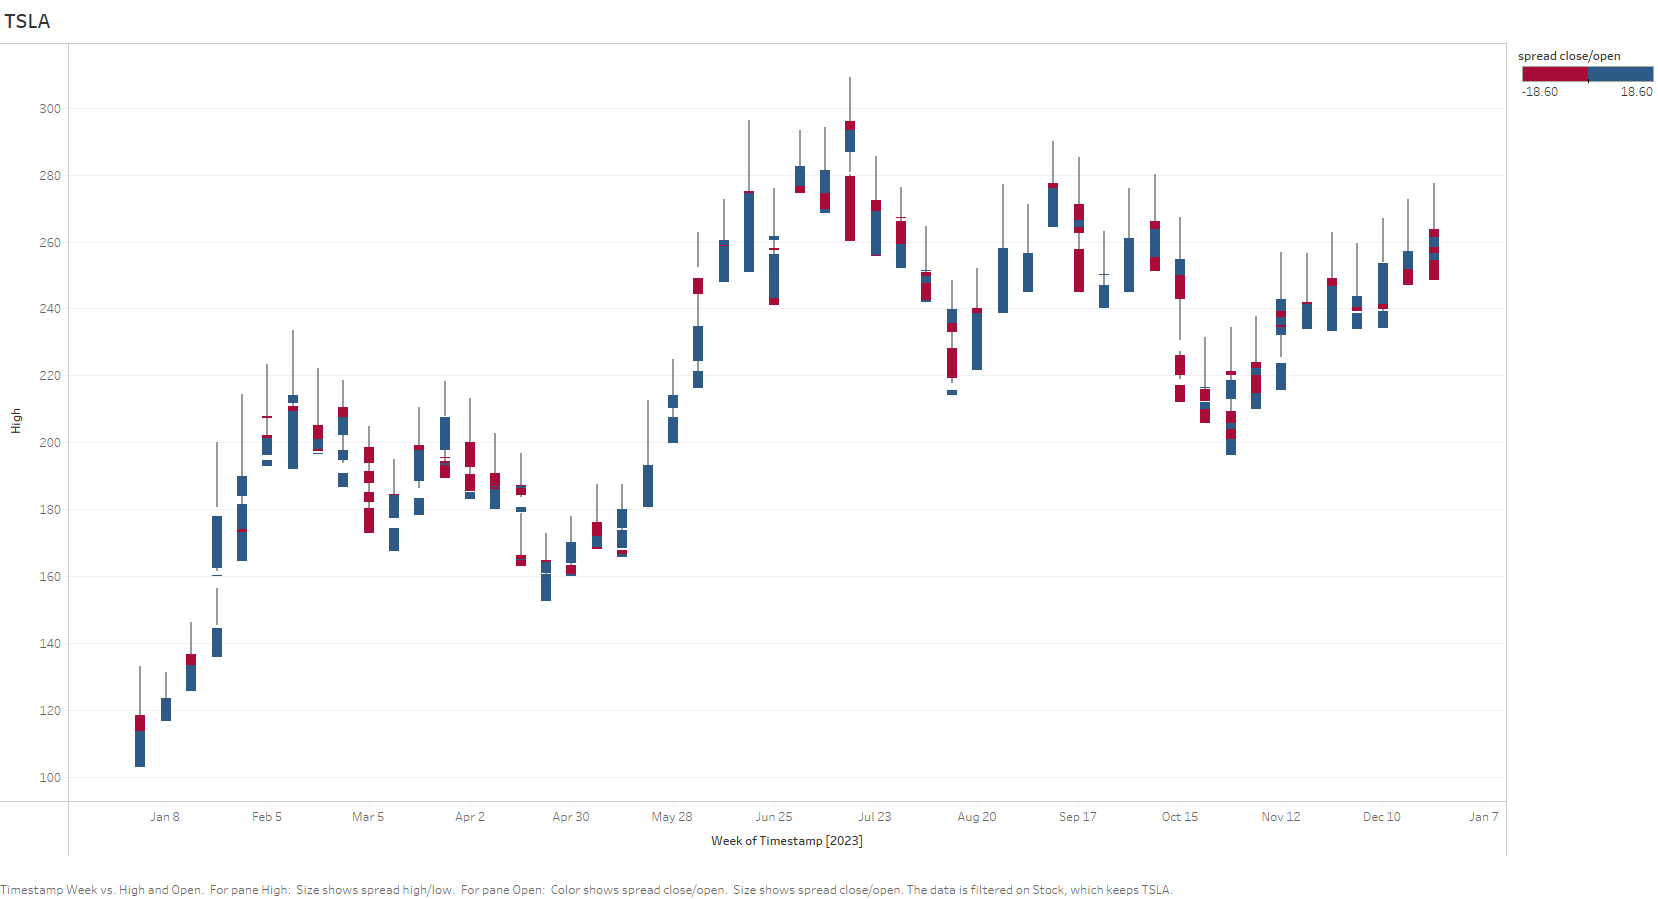 TSLA
spread close/open
-18.60 18.60
300
280
260
240
220
200
180
160
140
120
100
High
Jan 8 Feb 5 Mar 5 Apr 2 Apr 30 May 28 Jun 25 Jul 23 Aug 20 Sep 17 Oct 15 Nov 12 Dec 10 Jan 7
Week of Timestamp [2023]
Timestamp Week vs. High and Open. For pane High: Size shows spread high/low. For pane Open: Color shows spread close/open. Size shows spread close/open. The data is filtered on Stock, which keeps TSLA.